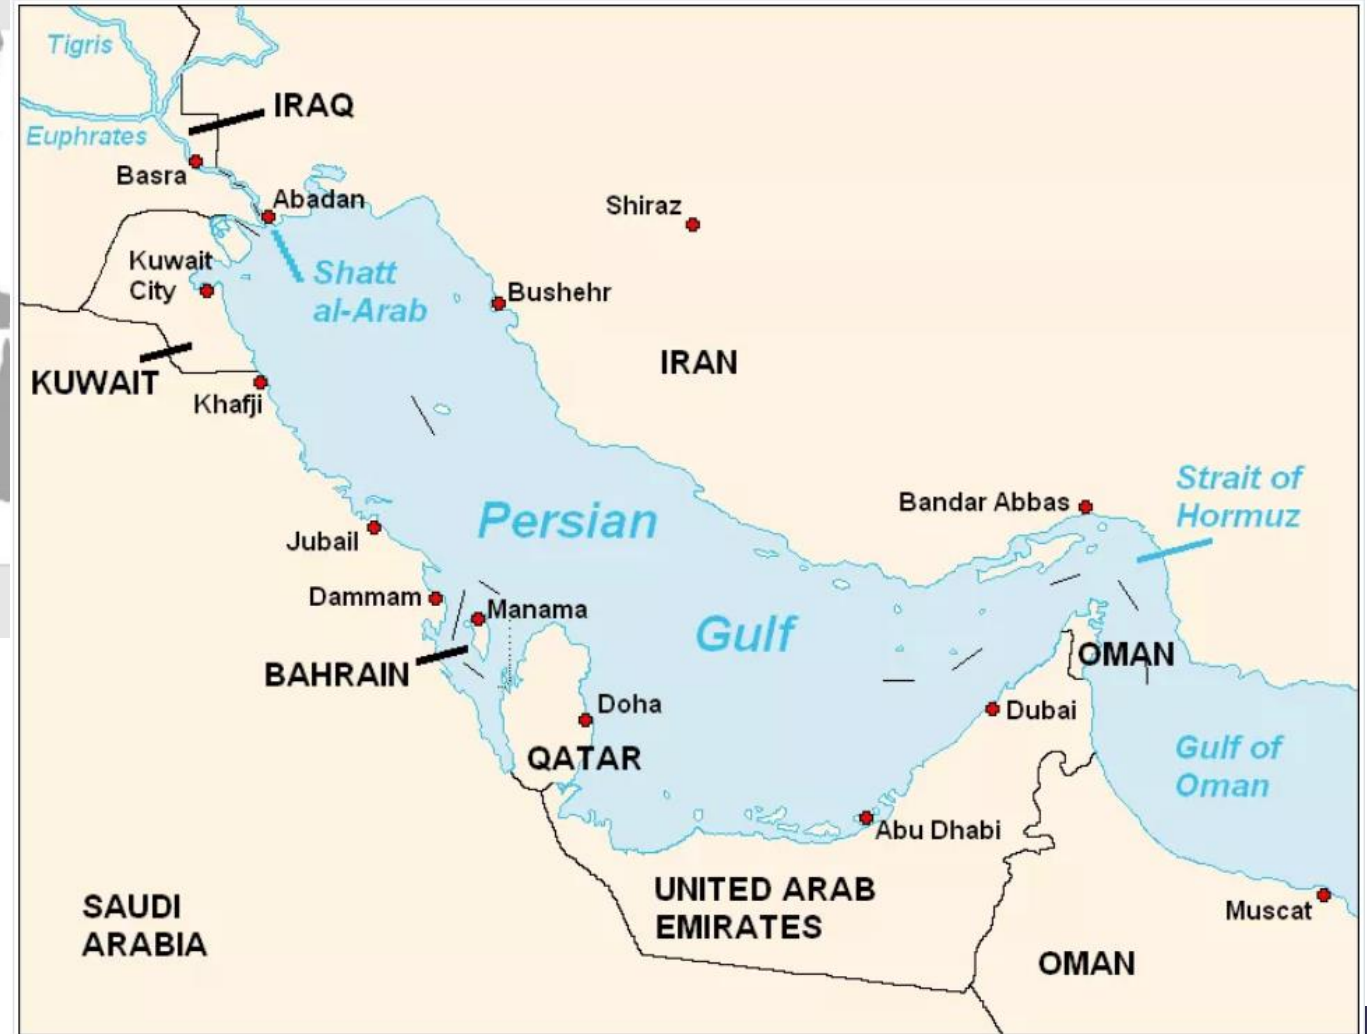 Tigris
IRAQ
Euphrates
Basra
Abadan
Shiraz
Kuwait
City
Shatt
al-Arab
Bushehr
IRAN
KUWAIT
Khafji
Strait of
Hormuz
Bandar Abbas
Persian
Jubail
Dammam
Manama
Gulf
BAHRAIN
OMAN
Doha
Dubai
QATAR
Gulf of
Oman
Abu Dhabi
UNITED ARAB
EMIRATES
SAUDI
ARABIA
Muscat
OMAN